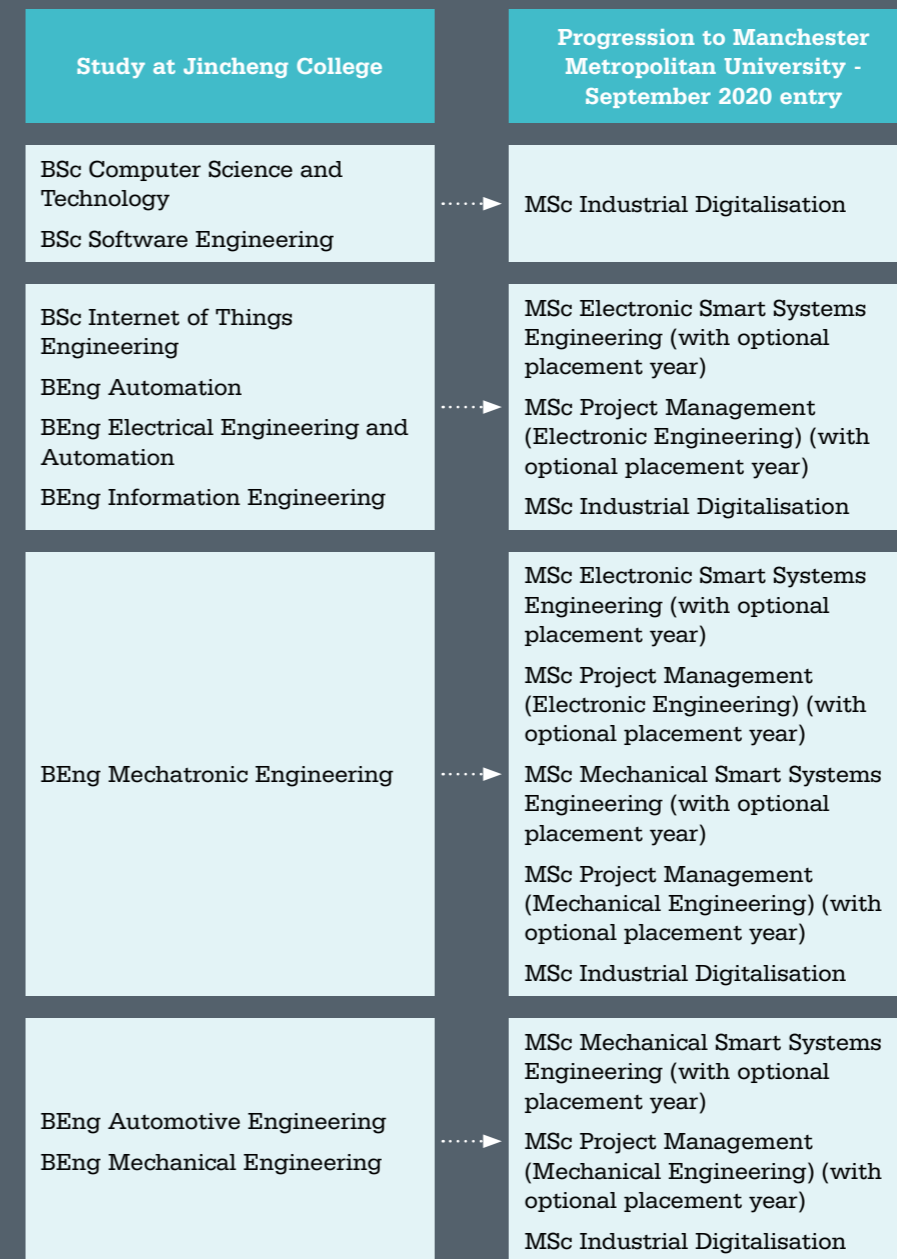 Study at Jincheng College
Progression to Manchester
Metropolitan University -
September 2020 entry
BSc Computer Science and
Technology
BSc Software Engineering
MSc Industrial Digitalisation
BSc Internet of Things
Engineering
BEng Automation
BEng Electrical Engineering and
Automation
BEng Information Engineering
MSc Electronic Smart Systems
Engineering (with optional
placement year)
MSc Project Management
(Electronic Engineering) (with
optional placement year)
MSc Industrial Digitalisation
BEng Mechatronic Engineering
MSc Electronic Smart Systems
Engineering (with optional
placement year)
MSc Project Management
(Electronic Engineering) (with
optional placement year)
MSc Mechanical Smart Systems
Engineering (with optional
placement year)
MSc Project Management
(Mechanical Engineering) (with
optional placement year)
MSc Industrial Digitalisation
BEng Automotive Engineering
BEng Mechanical Engineering
MSc Mechanical Smart Systems
Engineering (with optional
placement year)
MSc Project Management
(Mechanical Engineering) (with
optional placement year)
MSc Industrial Digitalisation